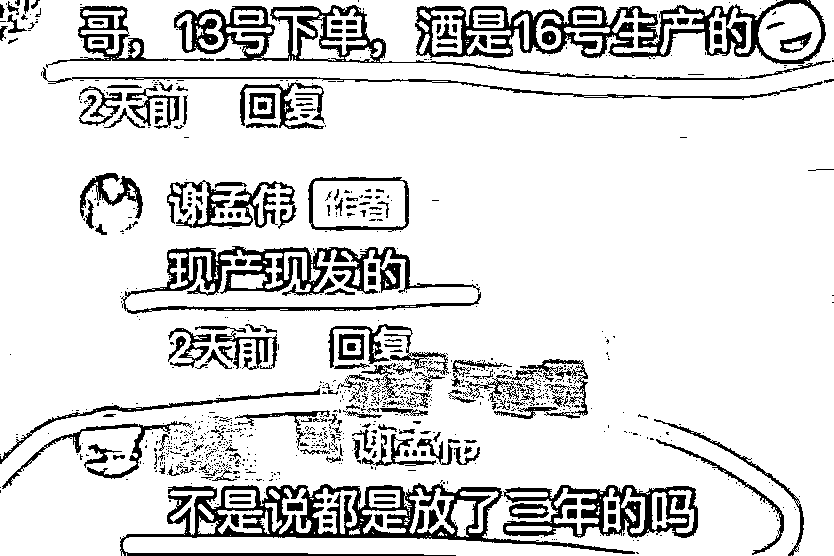 哥，13号下单，酒是16号生产的
2天前 回复
谢孟伟 作者
现产现发的
2天前 回复
谢孟伟
不是说都是放了三年的吗